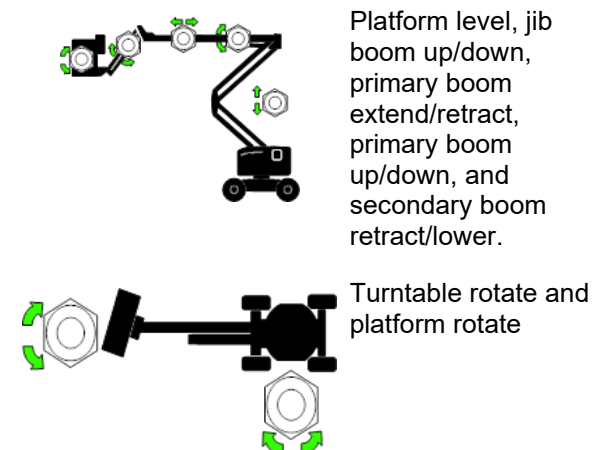 Platform level, jib
boom up/down,
primary boom
extend/retract,
primary boom
up/down, and
secondary boom
retract/lower.
Turntable rotate and
platform rotate